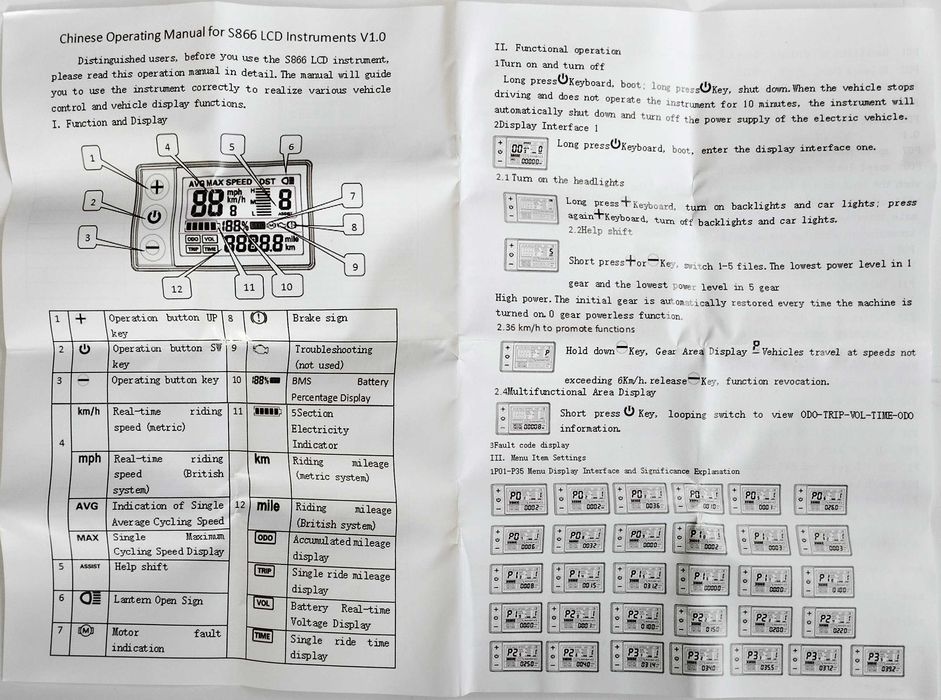 Chinese Operating Manual for S866 LCD Instruments V1.0
Distinguished users, before you use the S866 LCD instrument,
please read this operation manual in detail. The manual will guide
you to use the instrument correctly to realize various vehicle
control and vehicle display functions.
I. Function and Display
1
2
3
4
5
6
7
8
9
10
11
12
AVG MAX SPEED
mph
km/h
ASSIST
ODO VOL
TRIP TIME
mile
km
1 + Operation button UP key 8 Brake sign
2 Operation button SW key 9 Troubleshooting (not used)
3 Operating button key 10 BMS Battery Percentage Display
4 km/h Real-time riding speed (metric) 11 5Section Electricity Indicator
mph Real-time riding speed (British system) km Riding mileage (metric system)
AVG Indication of Single Average Cycling Speed 12 mile Riding mileage (British system)
MAX Single Maximum Cycling Speed Display ODO Accumulated mileage display
5 ASSIST Help shift TRIP Single ride mileage display
6 Lantern Open Sign VOL Battery Real-time Voltage Display
7 Motor fault indication TIME Single ride time display
II. Functional operation
1Turn on and turn off
Long press Keyboard, boot; long press Key, shut down. When the vehicle stops
driving and does not operate the instrument for 10 minutes, the instrument will
automatically shut down and turn off the power supply of the electric vehicle.
2Display Interface 1
Long press Keyboard, boot, enter the display interface one.
2.1 Turn on the headlights
Long press + Keyboard, turn on backlights and car lights; press
again + Keyboard, turn off backlights and car lights.
2.2Help shift
Short press + or — Key, switch 1-5 files. The lowest power level in 1
gear and the lowest power level in 5 gear
High power. The initial gear is automatically restored every time the machine is
turned on. 0 gear powerless function.
2.36 km/h to promote functions
Hold down — Key, Gear Area Display P Vehicles travel at speeds not
exceeding 6Km/h. release — Key, function revocation.
2.4Multifunctional Area Display
Short press Key, looping switch to view ODO-TRIP-VOL-TIME-ODO
information.
3Fault code display
III. Menu Item Settings
1P01-P35 Menu Display Interface and Significance Explanation